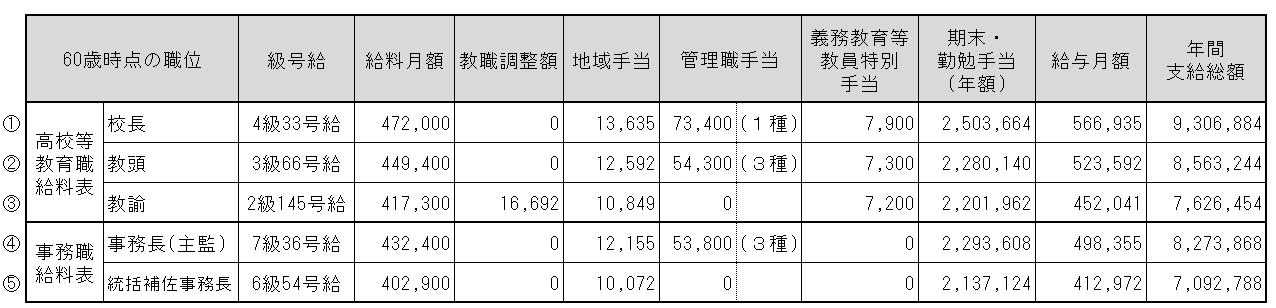 60歳時点の職位 級号給 給料月額 教職調整額 地域手当 管理職手当 義務教育等教員特別手当 期末・勤勉手当（年額） 給与月額 年間支給総額
① 高校等教育職給料表 校長 4級33号給 472,000 0 13,635 73,400 (１種) 7,900 2,503,664 566,935 9,306,884
② 教頭 3級66号給 449,400 0 12,592 54,300 (３種) 7,300 2,280,140 523,592 8,563,244
③ 教諭 2級145号給 417,300 16,692 10,849 0 7,200 2,201,962 452,041 7,626,454
④ 事務職給料表 事務長(主監) 7級36号給 432,400 0 12,155 53,800 (３種) 0 2,293,608 498,355 8,273,868
⑤ 統括補佐事務長 6級54号給 402,900 0 10,072 0 0 2,137,124 412,972 7,092,788